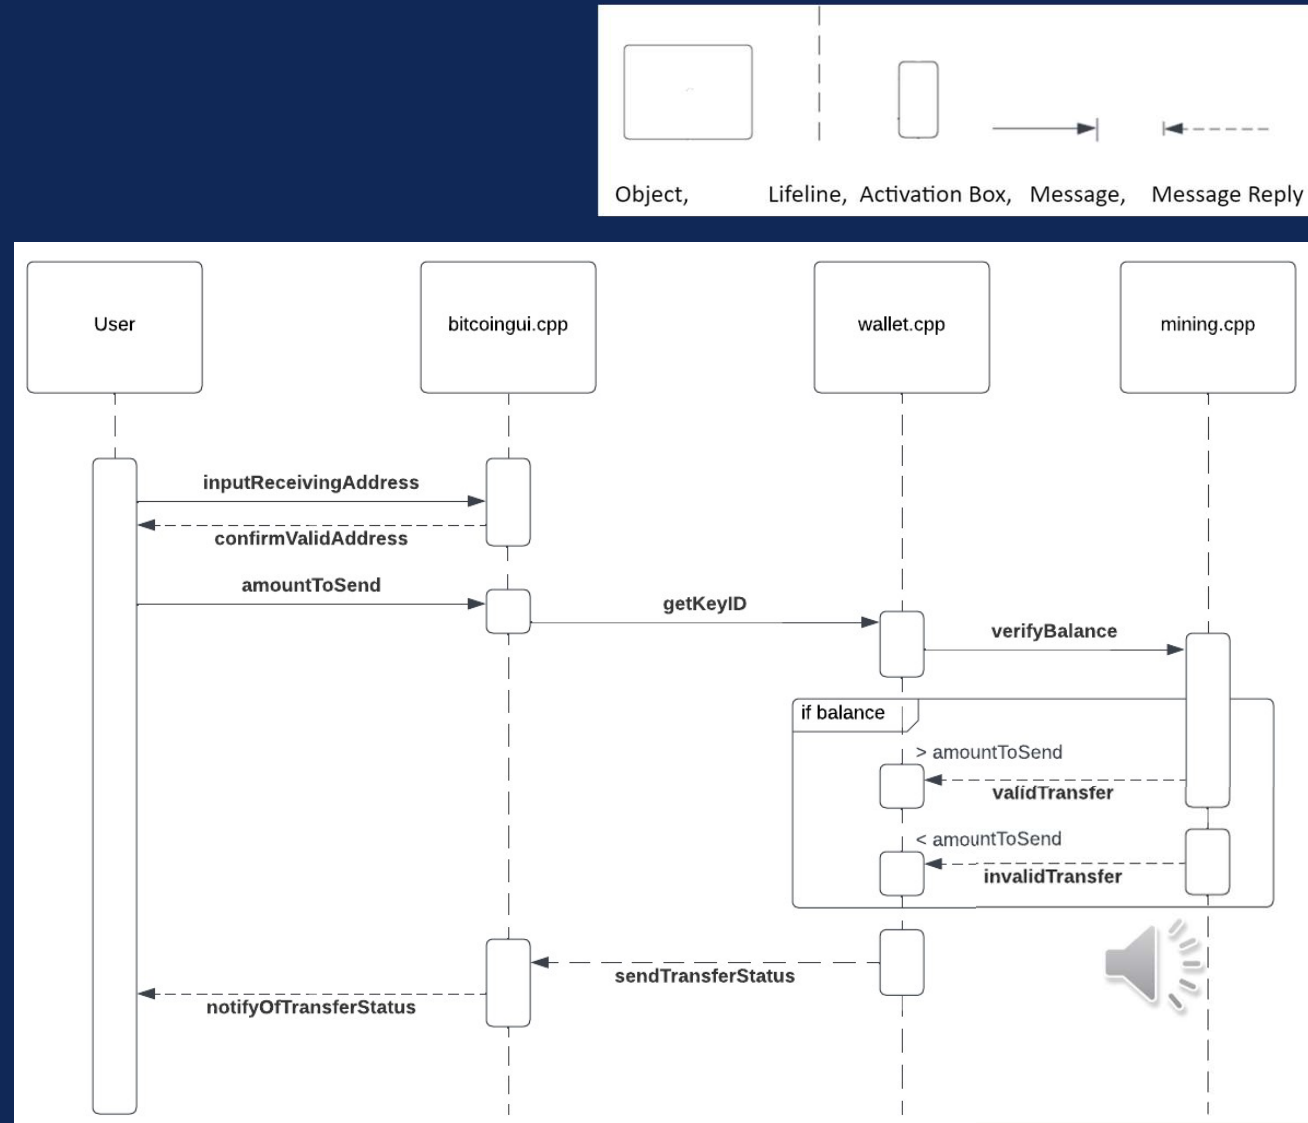 Object, Lifeline, Activation Box, Message, Message Reply
User
bitcoingui.cpp
wallet.cpp
mining.cpp
inputReceivingAddress
confirmValidAddress
amountToSend
getKeyID
verifyBalance
if balance
> amountToSend
validTransfer
< amountToSend
invalidTransfer
sendTransferStatus
notifyOfTransferStatus